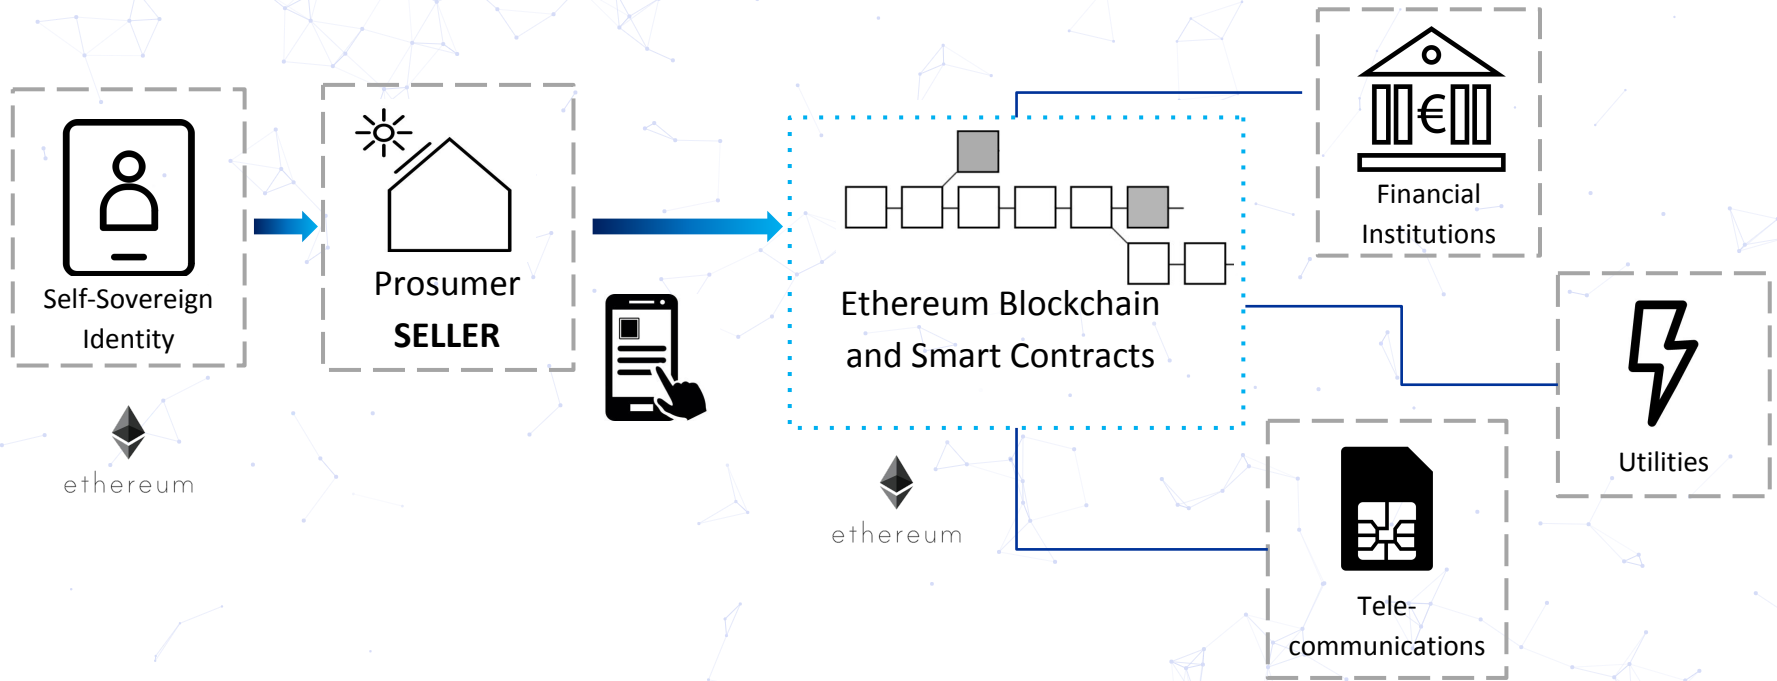 Self-Sovereign
Identity
ethereum
Prosumer
SELLER
Ethereum Blockchain
and Smart Contracts
ethereum
€
Financial
Institutions
Utilities
Tele-
communications